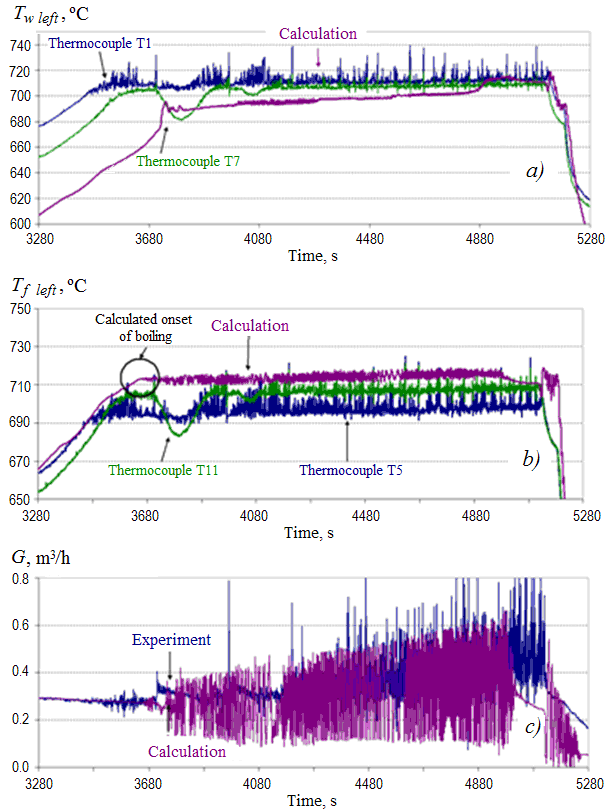 T w left, ºC
740
720
700
680
660
640
620
600
Thermocouple T1
Calculation
Thermocouple T7
a)
3280 3680 4080 4480 4880 5280
Time, s
T f left, ºC
750
730
710
690
670
650
Calculated onset
of boiling
Calculation
Thermocouple T11
Thermocouple T5
b)
3280 3680 4080 4480 4880 5280
Time, s
G, m³/h
0.8
0.6
0.4
0.2
0.0
Experiment
Calculation
c)
3280 3680 4080 4480 4880 5280
Time, s